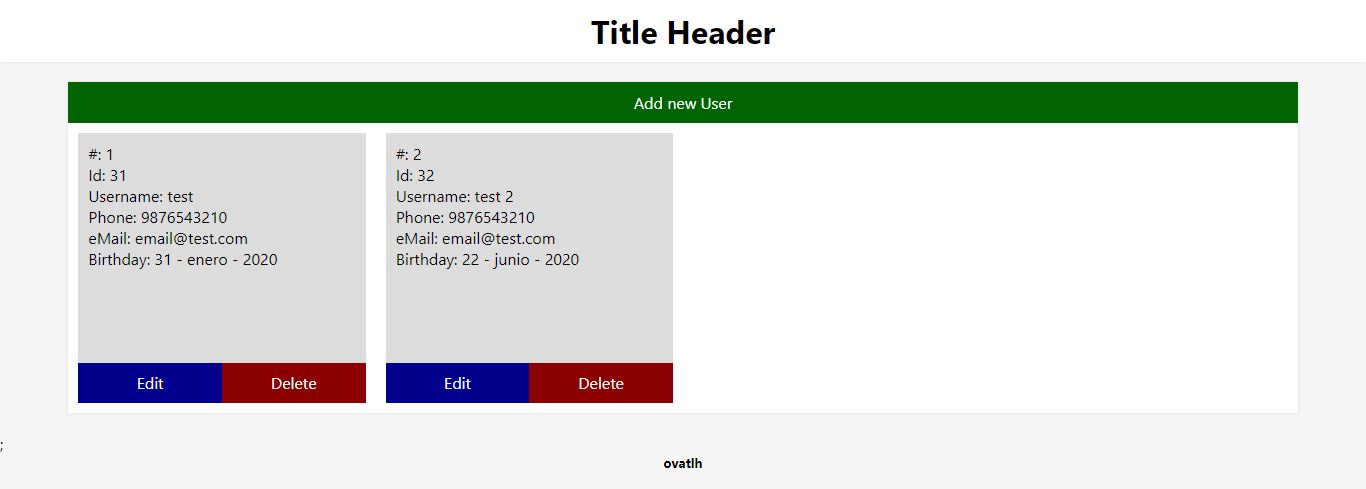 Title Header
Add new User
#: 1
Id: 31
Username: test
Phone: 9876543210
eMail: email@test.com
Birthday: 31 - enero - 2020
Edit Delete
#: 2
Id: 32
Username: test 2
Phone: 9876543210
eMail: email@test.com
Birthday: 22 - junio - 2020
Edit Delete
;
ovatlh